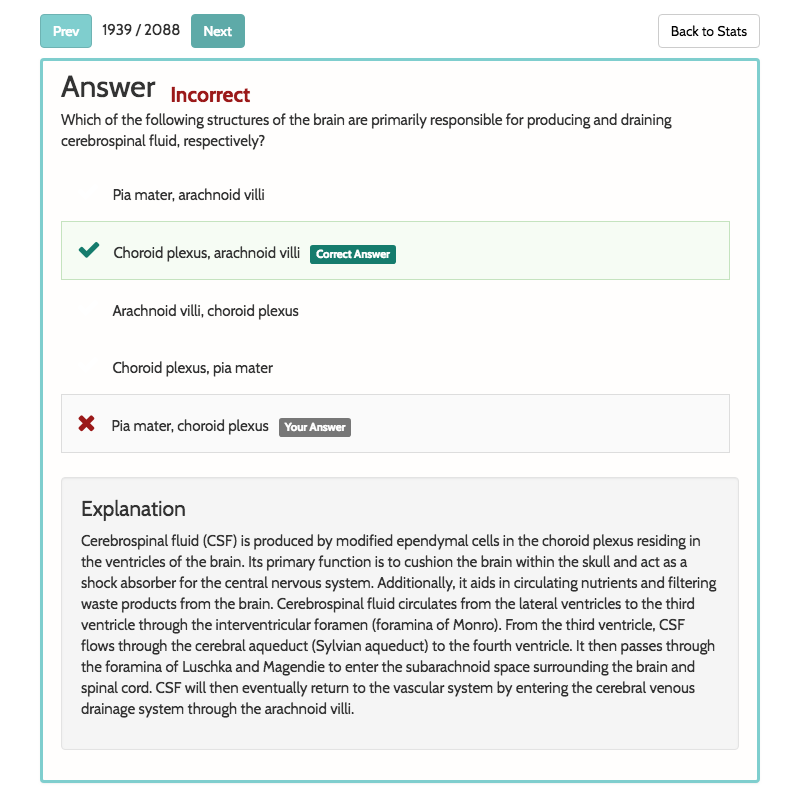 Prev 1939 / 2088 Next Back to Stats
Answer Incorrect
Which of the following structures of the brain are primarily responsible for producing and draining
cerebrospinal fluid, respectively?
Pia mater, arachnoid villi
Choroid plexus, arachnoid villi Correct Answer
Arachnoid villi, choroid plexus
Choroid plexus, pia mater
Pia mater, choroid plexus Your Answer
Explanation
Cerebrospinal fluid (CSF) is produced by modified ependymal cells in the choroid plexus residing in
the ventricles of the brain. Its primary function is to cushion the brain within the skull and act as a
shock absorber for the central nervous system. Additionally, it aids in circulating nutrients and filtering
waste products from the brain. Cerebrospinal fluid circulates from the lateral ventricles to the third
ventricle through the interventricular foramen (foramina of Monro). From the third ventricle, CSF
flows through the cerebral aqueduct (Sylvian aqueduct) to the fourth ventricle. It then passes through
the foramina of Luschka and Magendie to enter the subarachnoid space surrounding the brain and
spinal cord. CSF will then eventually return to the vascular system by entering the cerebral venous
drainage system through the arachnoid villi.